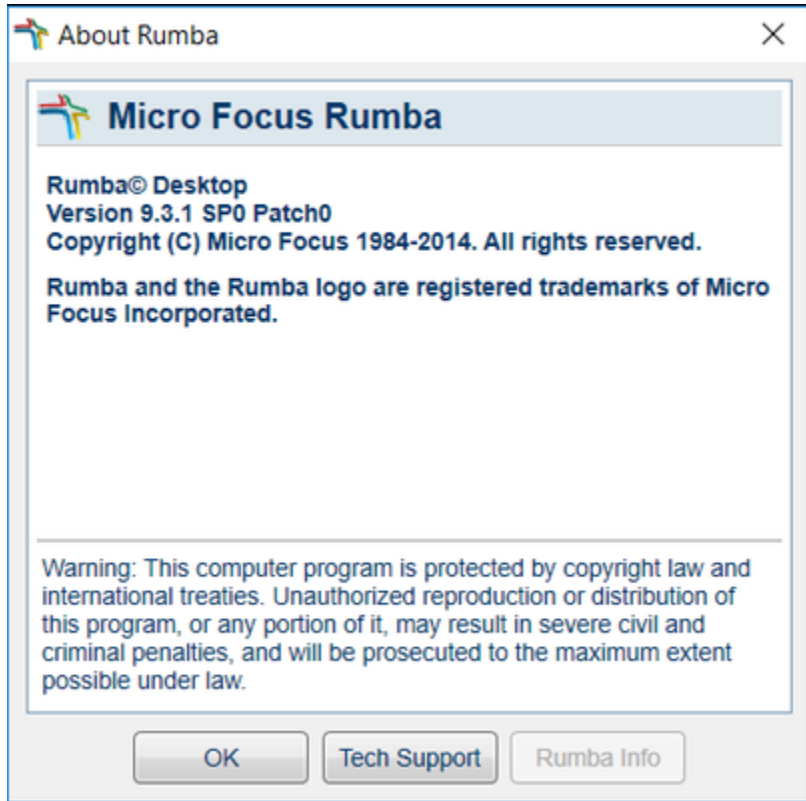 About Rumba
Micro Focus Rumba
Rumba© Desktop
Version 9.3.1 SP0 Patch0
Copyright (C) Micro Focus 1984-2014. All rights reserved.
Rumba and the Rumba logo are registered trademarks of Micro
Focus Incorporated.
Warning: This computer program is protected by copyright law and
international treaties. Unauthorized reproduction or distribution of
this program, or any portion of it, may result in severe civil and
criminal penalties, and will be prosecuted to the maximum extent
possible under law.
OK Tech Support Rumba Info